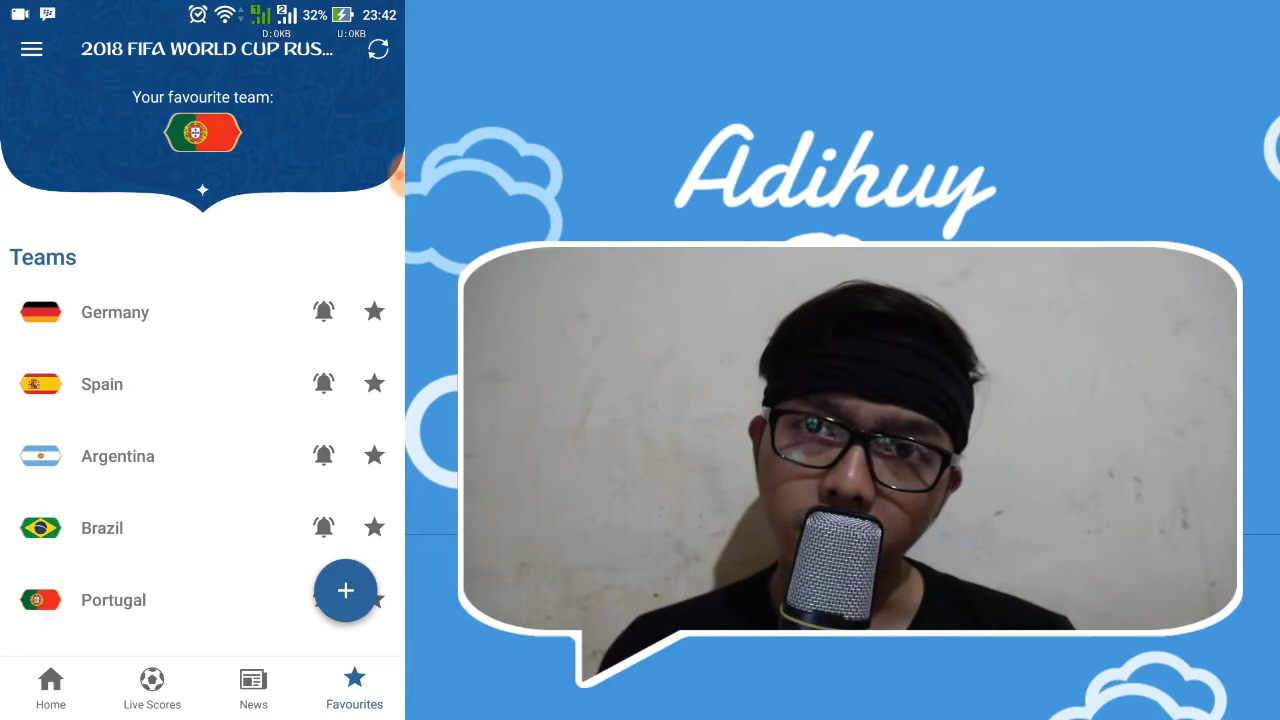 32% 23:42
D:0KB U:0KB
2018 FIFA WORLD CUP RUS...
Your favourite team:
Teams
Germany
Spain
Argentina
Brazil
Portugal
Home
Live Scores
News
Favourites
Adihuy